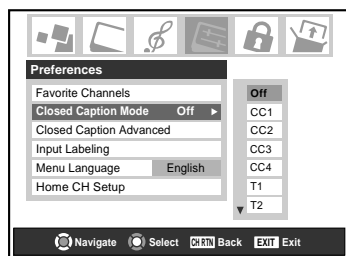 Preferences
Favorite Channels
Closed Caption Mode Off
Closed Caption Advanced
Input Labeling
Menu Language English
Home CH Setup
Off
CC1
CC2
CC3
CC4
T1
T2
Navigate Select CH RTN Back EXIT Exit